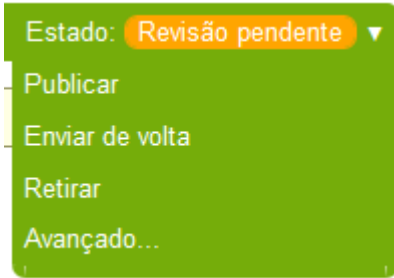 Estado: Revisão pendente ▼
Publicar
Enviar de volta
Retirar
Avançado...